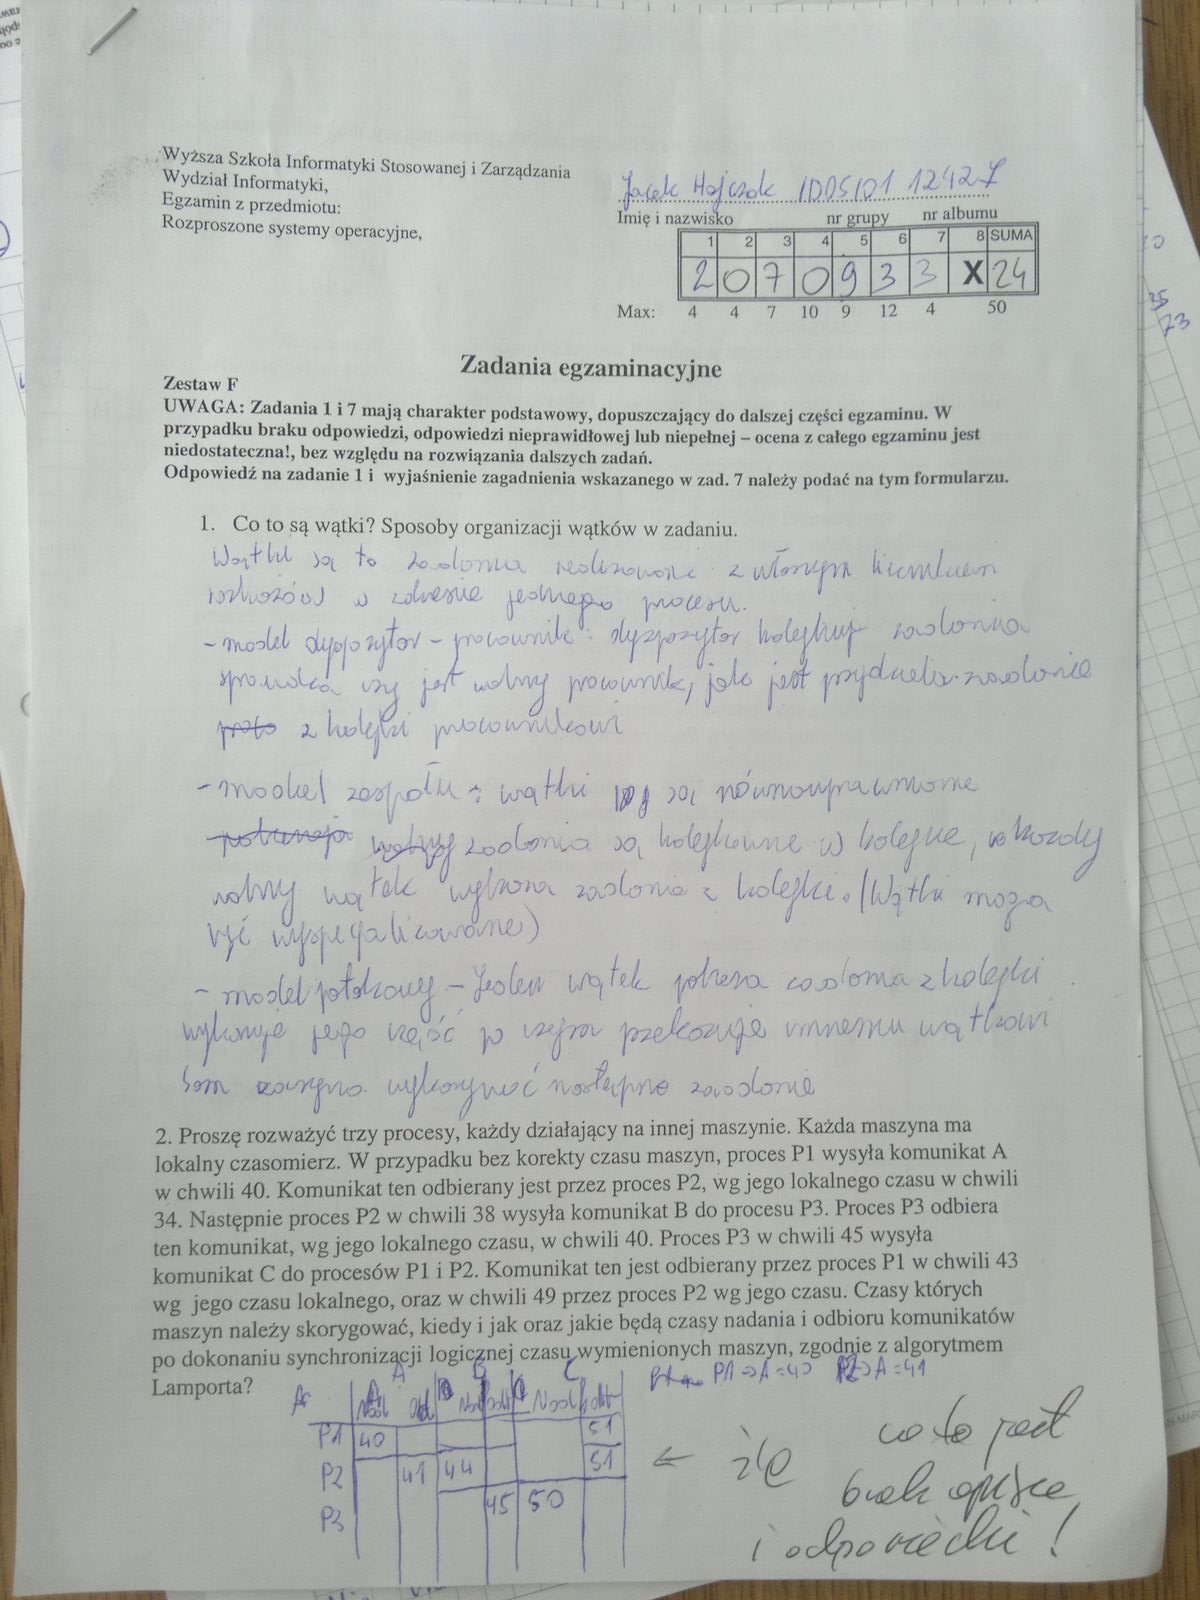 Wyższa Szkoła Informatyki Stosowanej i Zarządzania
Wydział Informatyki,
Egzamin z przedmiotu:
Rozproszone systemy operacyjne,
Jacek Hajczok ID05IO1 1242
Imię i nazwisko nr grupy nr albumu
1 2 3 4 5 6 7 8 SUMA
2 0 7 0 9 3 3 X 24
Max: 4 4 7 10 9 12 4 50
Zadania egzaminacyjne
Zestaw F
UWAGA: Zadania 1 i 7 mają charakter podstawowy, dopuszczający do dalszej części egzaminu. W
przypadku braku odpowiedzi, odpowiedzi nieprawidłowej lub niepełnej – ocena z całego egzaminu jest
niedostateczna!, bez względu na rozwiązania dalszych zadań.
Odpowiedź na zadanie 1 i wyjaśnienie zagadnienia wskazanego w zad. 7 należy podać na tym formularzu.
1. Co to są wątki? Sposoby organizacji wątków w zadaniu.
Wątki są to zadania realizowane z własnym licznikiem
rozkazów w zakresie jednego procesu.
- model dyspozytor - pracownik : dyspozytor kolejkuje zadania
sprawdza czy jest wolny pracownik, jak jest przydziela zadanie
z kolejki pracownikowi
- model zespołu : wątki są równouprawnione
zadania są kolejkowane w kolejce, każdy
wolny wątek wykona zadanie z kolejki. (Wątki mogą
być wyspecjalizowane)
- model potokowy - Jeden wątek pobiera zadania z kolejki
wykonuje jego część po czym przekazuje innemu wątkowi
sam zaczyna wykonywać następne zadanie
2. Proszę rozważyć trzy procesy, każdy działający na innej maszynie. Każda maszyna ma
lokalny czasomierz. W przypadku bez korekty czasu maszyn, proces P1 wysyła komunikat A
w chwili 40. Komunikat ten odbierany jest przez proces P2, wg jego lokalnego czasu w chwili
34. Następnie proces P2 w chwili 38 wysyła komunikat B do procesu P3. Proces P3 odbiera
ten komunikat, wg jego lokalnego czasu, w chwili 40. Proces P3 w chwili 45 wysyła
komunikat C do procesów P1 i P2. Komunikat ten jest odbierany przez proces P1 w chwili 43
wg jego czasu lokalnego, oraz w chwili 49 przez proces P2 wg jego czasu. Czasy których
maszyn należy skorygować, kiedy i jak oraz jakie będą czasy nadania i odbioru komunikatów
po dokonaniu synchronizacji logicznej czasu wymienionych maszyn, zgodnie z algorytmem
Lamporta?
A B C
P1 => A = 40 P2 => A = 41
Nad Od Nad odb Nad odb
P1 40 51
P2 41 44 51
P3 45 50
← źle
co to jest
brak opisu
i odpowiedzi!